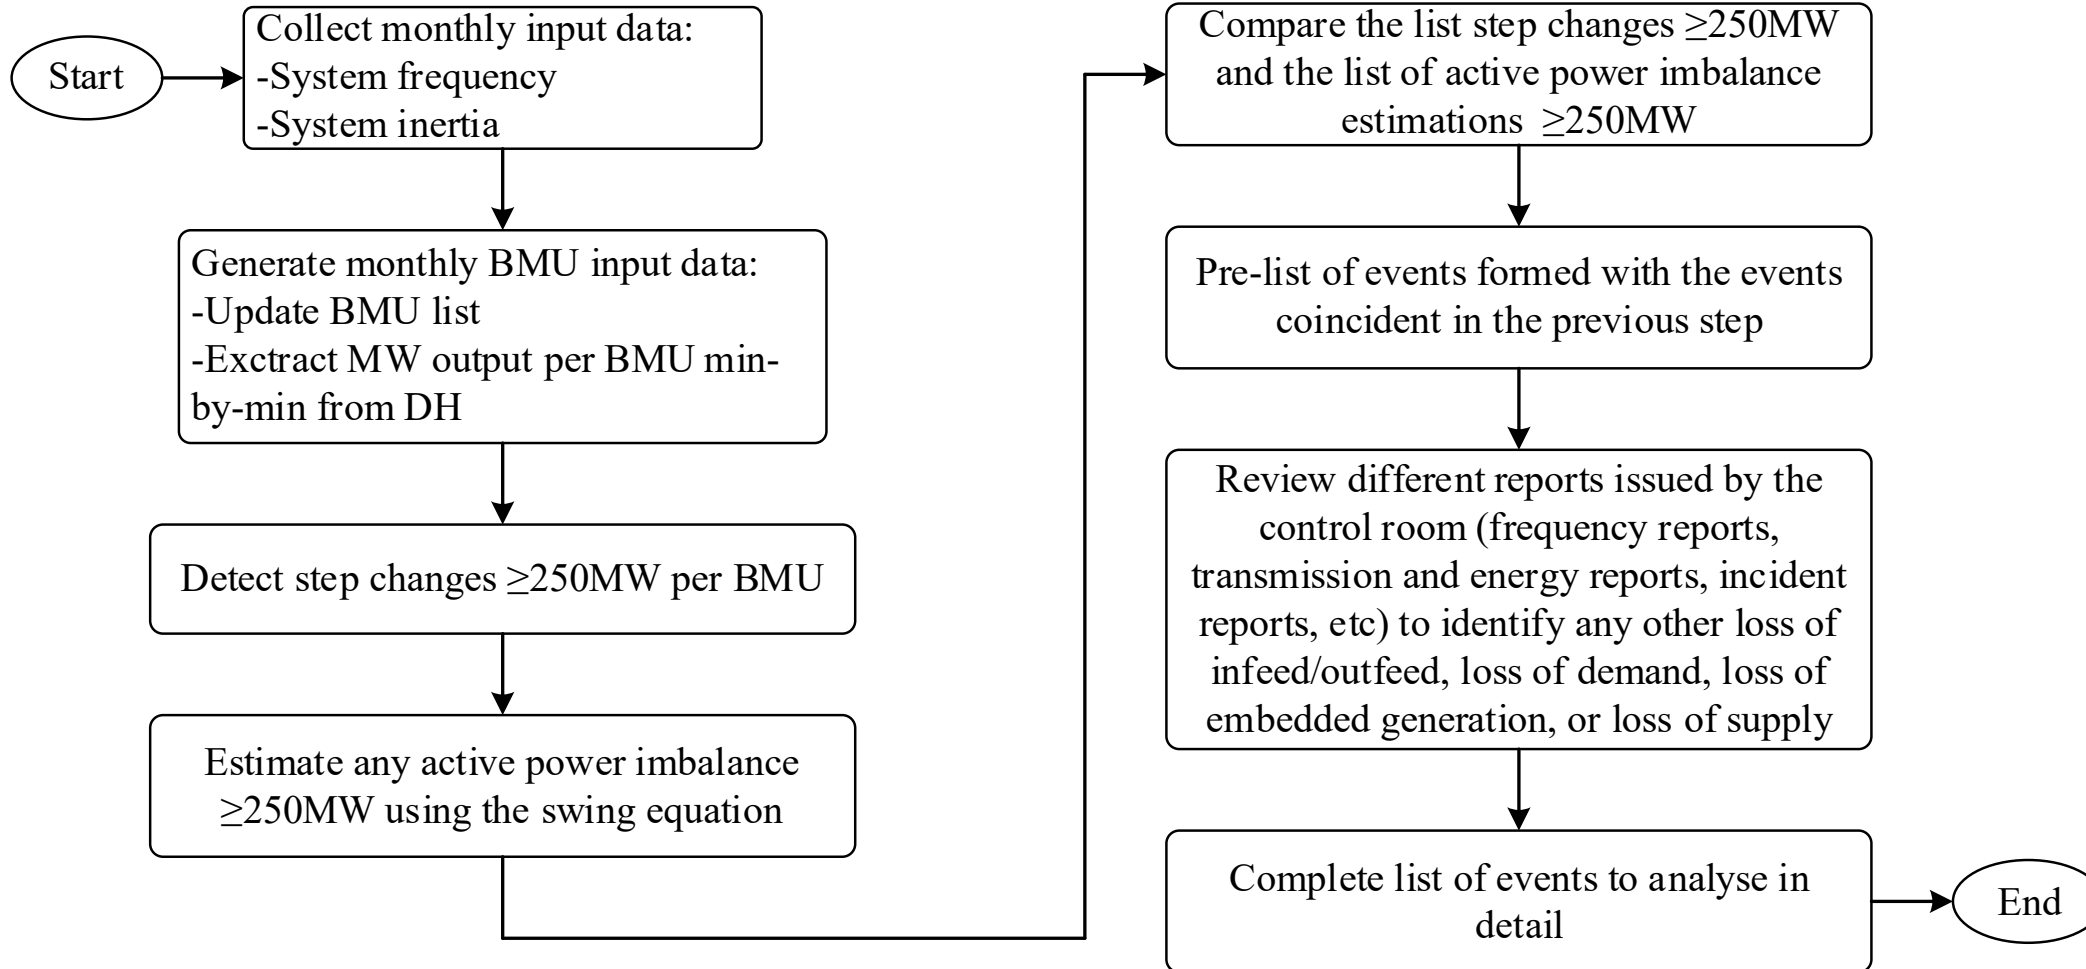 Start
Collect monthly input data:
-System frequency
-System inertia
Generate monthly BMU input data:
-Update BMU list
-Exctract MW output per BMU min-
by-min from DH
Detect step changes ≥250MW per BMU
Estimate any active power imbalance
≥250MW using the swing equation
Compare the list step changes ≥250MW
and the list of active power imbalance
estimations ≥250MW
Pre-list of events formed with the events
coincident in the previous step
Review different reports issued by the
control room (frequency reports,
transmission and energy reports, incident
reports, etc) to identify any other loss of
infeed/outfeed, loss of demand, loss of
embedded generation, or loss of supply
Complete list of events to analyse in
detail
End